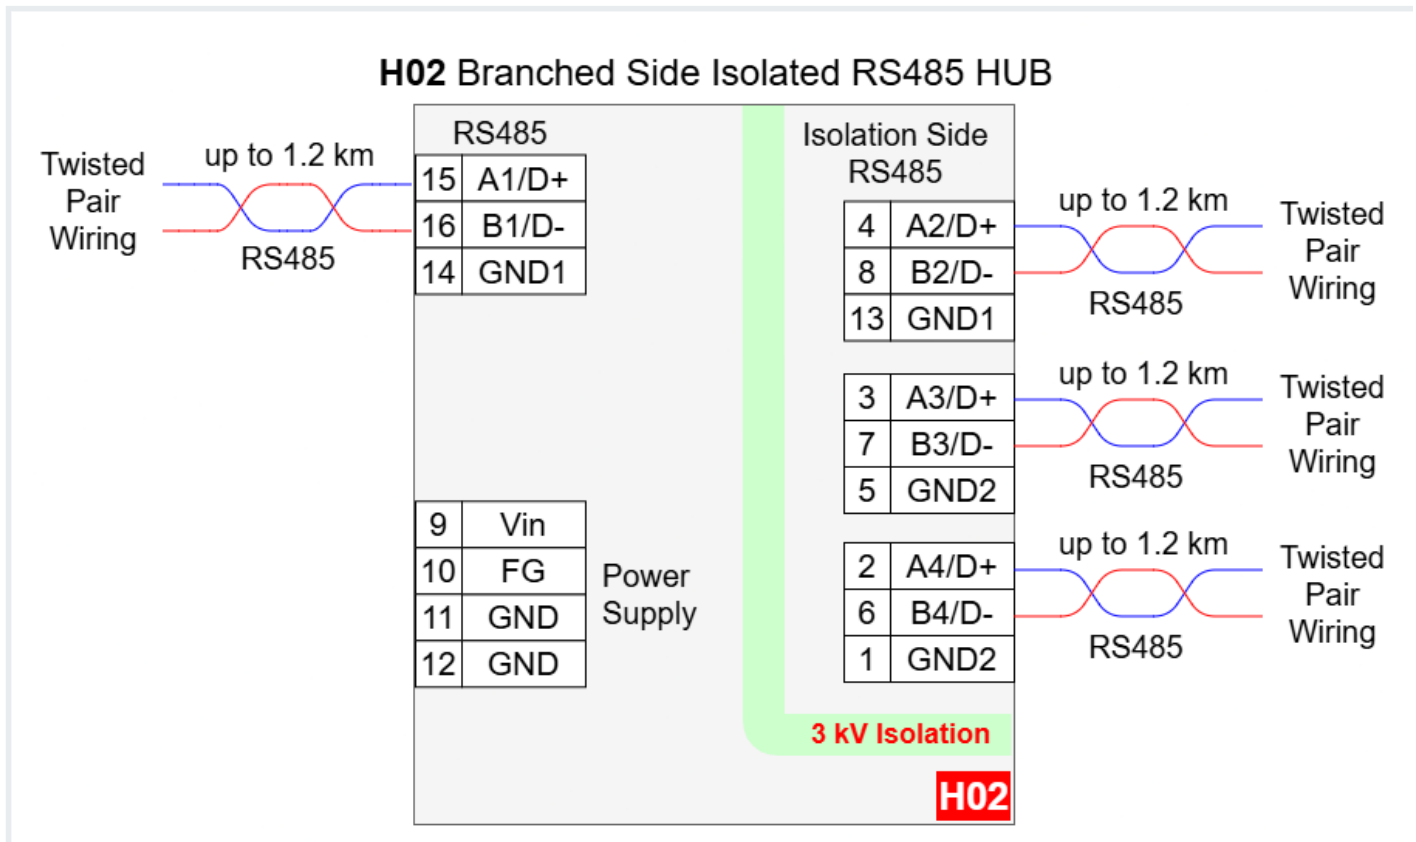 H02 Branched Side Isolated RS485 HUB
RS485
up to 1.2 km
Twisted
Pair
Wiring
RS485
15 A1/D+
16 B1/D-
14 GND1
9 Vin
10 FG
11 GND
12 GND
Power
Supply
Isolation Side
RS485
4 A2/D+
8 B2/D-
13 GND1
up to 1.2 km
RS485
Twisted
Pair
Wiring
3 A3/D+
7 B3/D-
5 GND2
up to 1.2 km
RS485
Twisted
Pair
Wiring
2 A4/D+
6 B4/D-
1 GND2
up to 1.2 km
RS485
Twisted
Pair
Wiring
3 kV Isolation
H02